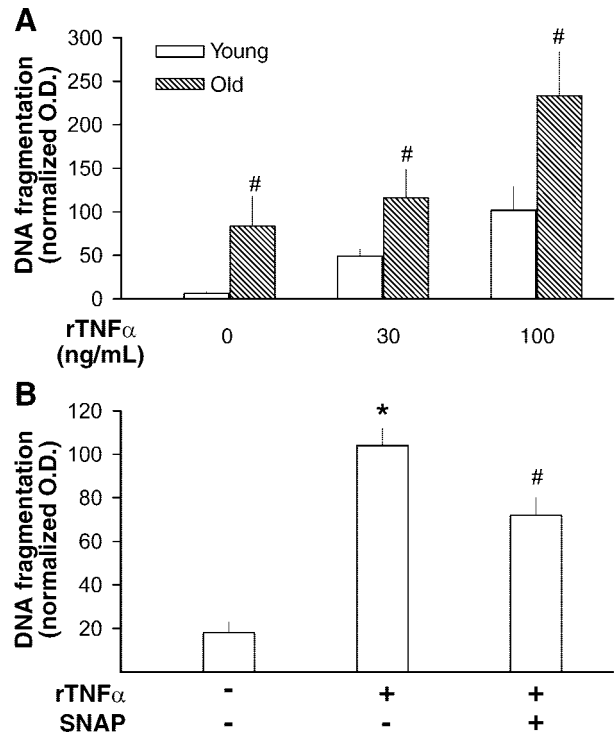 A
DNA fragmentation
(normalized O.D.)
300
250
200
150
100
50
0
Young
Old
#
#
#
rTNFα
(ng/mL)
0 30 100
B
DNA fragmentation
(normalized O.D.)
120
100
80
60
40
20
*
#
rTNFα - + +
SNAP - - +